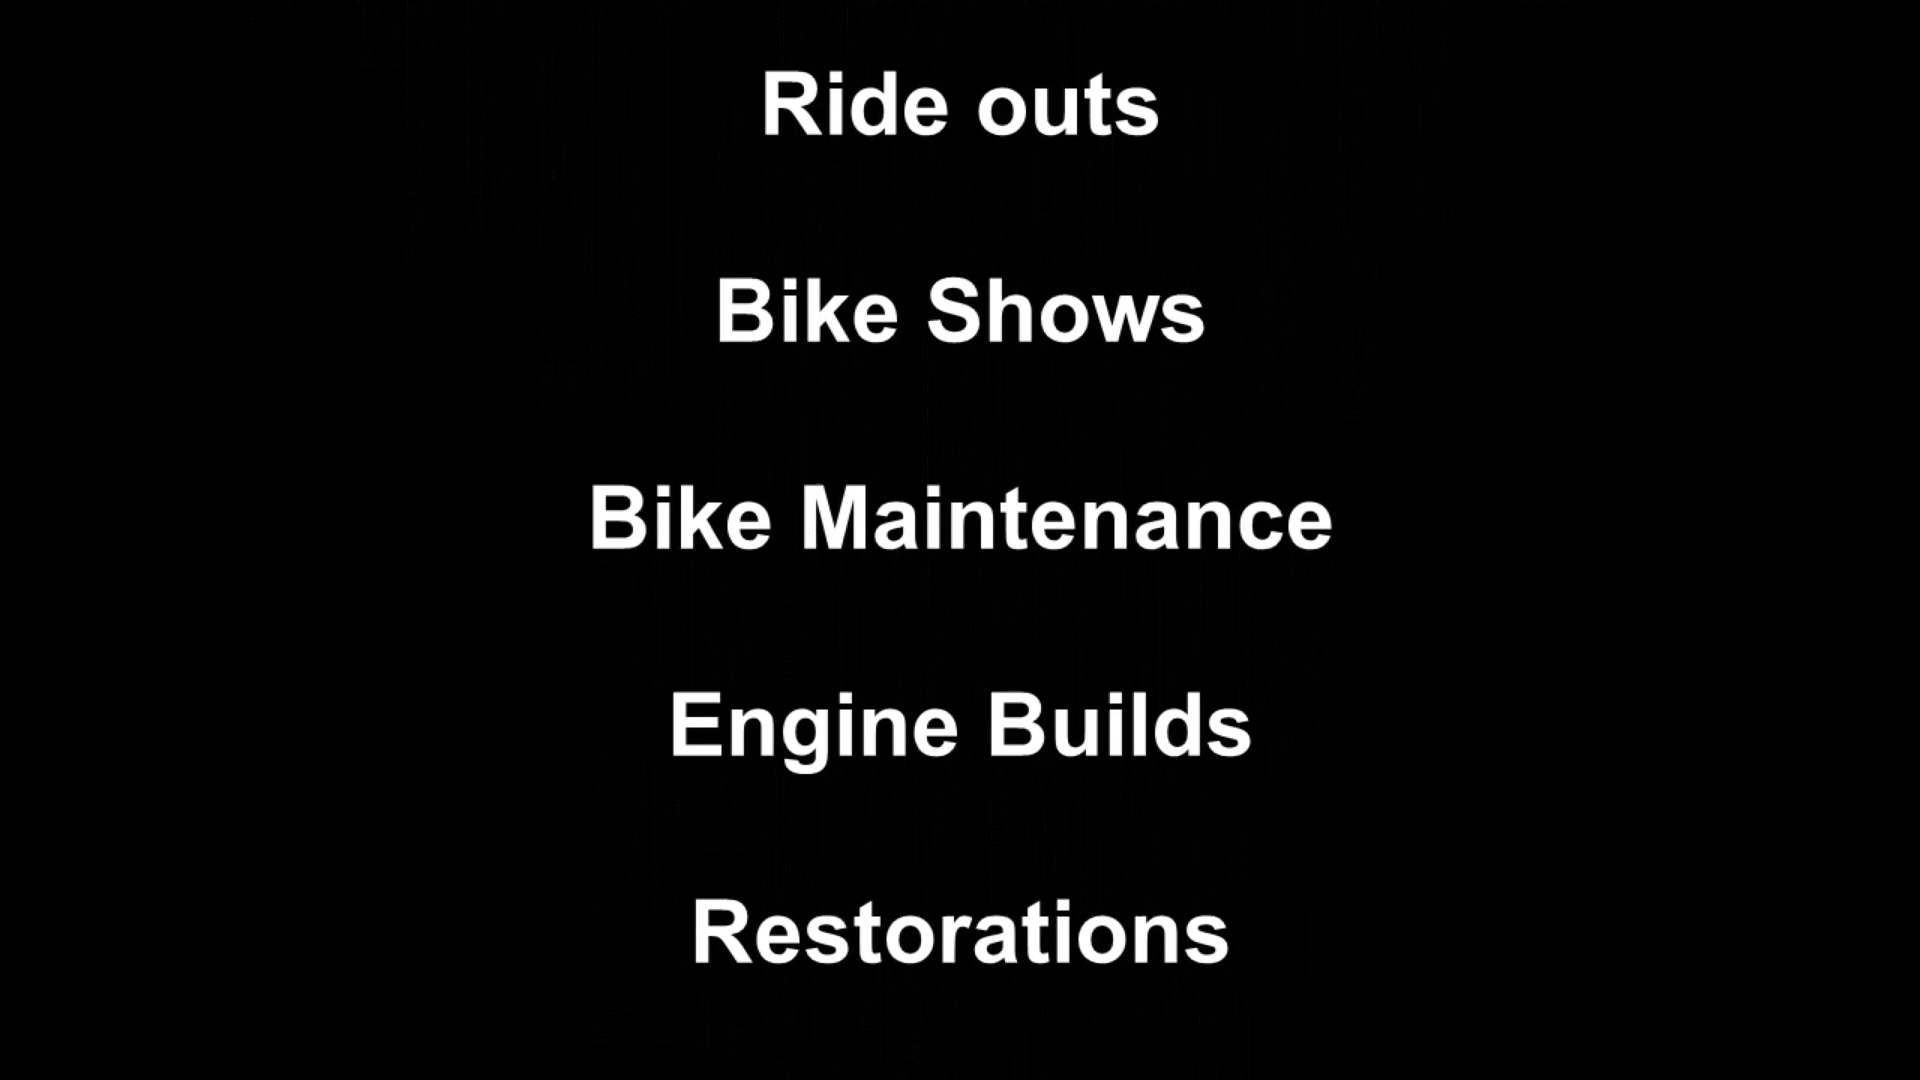 Ride outs
Bike Shows
Bike Maintenance
Engine Builds
Restorations